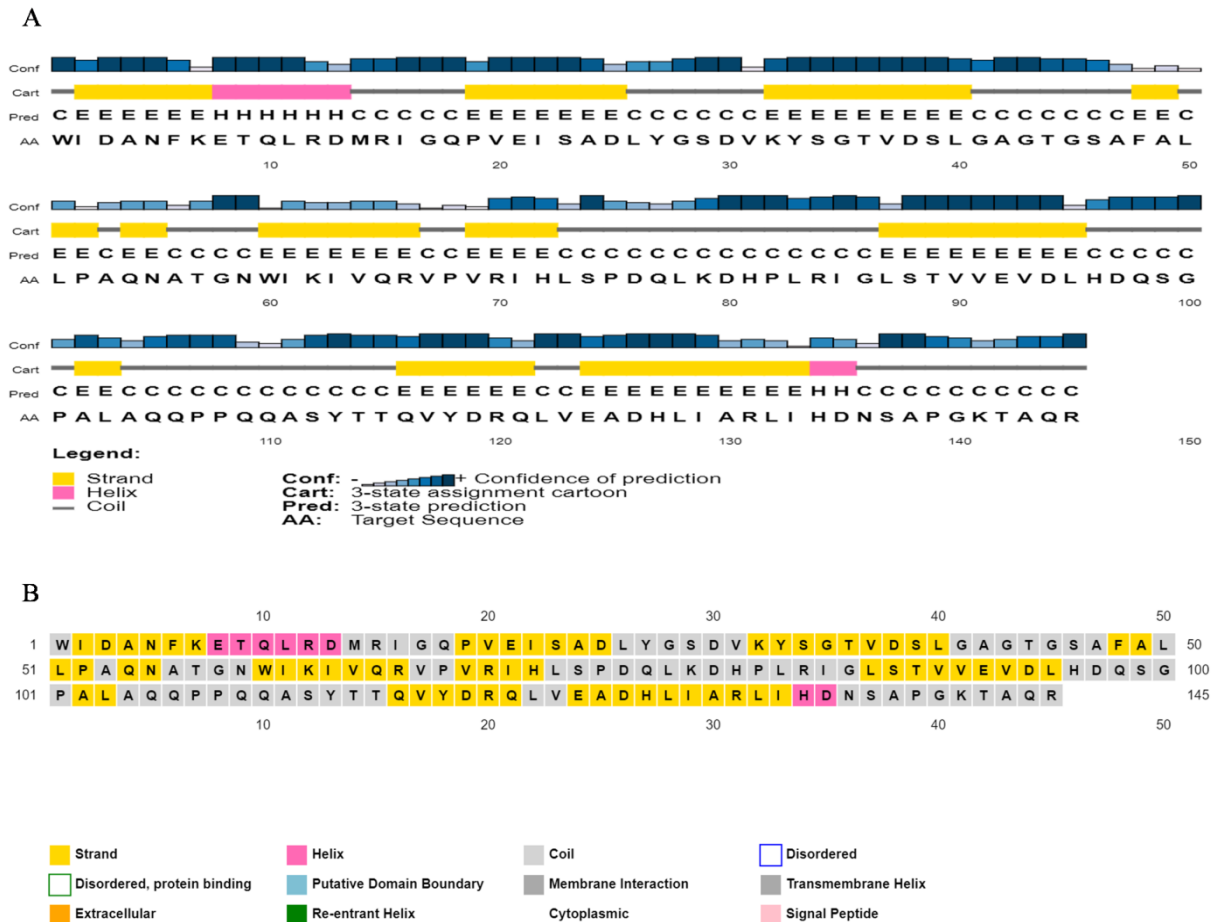 A
Conf
Cart
Pred C E E E E E E H H H H H H C C C C C E E E E E E E C C C C C C E E E E E E E E E C C C C C C C E E C
AA W I D A N F K E T Q L R D M R I G Q P V E I S A D L Y G S D V K Y S G T V D S L G A G T G S A F A L
10 20 30 40 50
Conf
Cart
Pred E E C E E C C C C E E E E E E E C C E E E E C C C C C C C C C C C C C C E E E E E E E E E C C C C C
AA L P A Q N A T G N W I K I V Q R V P V R I H L S P D Q L K D H P L R I G L S T V V E V D L H D Q S G
60 70 80 90 100
Conf
Cart
Pred C E E C C C C C C C C C C C C E E E E E E C C E E E E E E E E E E H H C C C C C C C C C C
AA P A L A Q Q P P Q Q A S Y T T Q V Y D R Q L V E A D H L I A R L I H D N S A P G K T A Q R
110 120 130 140 150
Legend:
Strand
Helix
Coil
Conf: - + Confidence of prediction
Cart: 3-state assignment cartoon
Pred: 3-state prediction
AA: Target Sequence
B
10 20 30 40 50
1 W I D A N F K E T Q L R D M R I G Q P V E I S A D L Y G S D V K Y S G T V D S L G A G T G S A F A L 50
51 L P A Q N A T G N W I K I V Q R V P V R I H L S P D Q L K D H P L R I G L S T V V E V D L H D Q S G 100
101 P A L A Q Q P P Q Q A S Y T T Q V Y D R Q L V E A D H L I A R L I H D N S A P G K T A Q R 145
10 20 30 40 50
Strand Helix Coil Disordered
Disordered, protein binding Putative Domain Boundary Membrane Interaction Transmembrane Helix
Extracellular Re-entrant Helix Cytoplasmic Signal Peptide